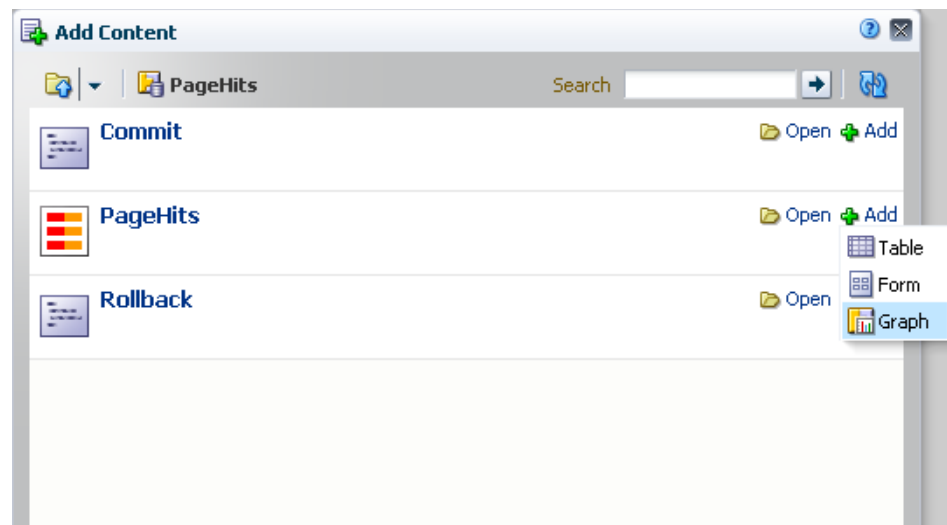 Add Content
PageHits Search
Commit Open Add
PageHits Open Add
Table
Form
Rollback Open
Graph